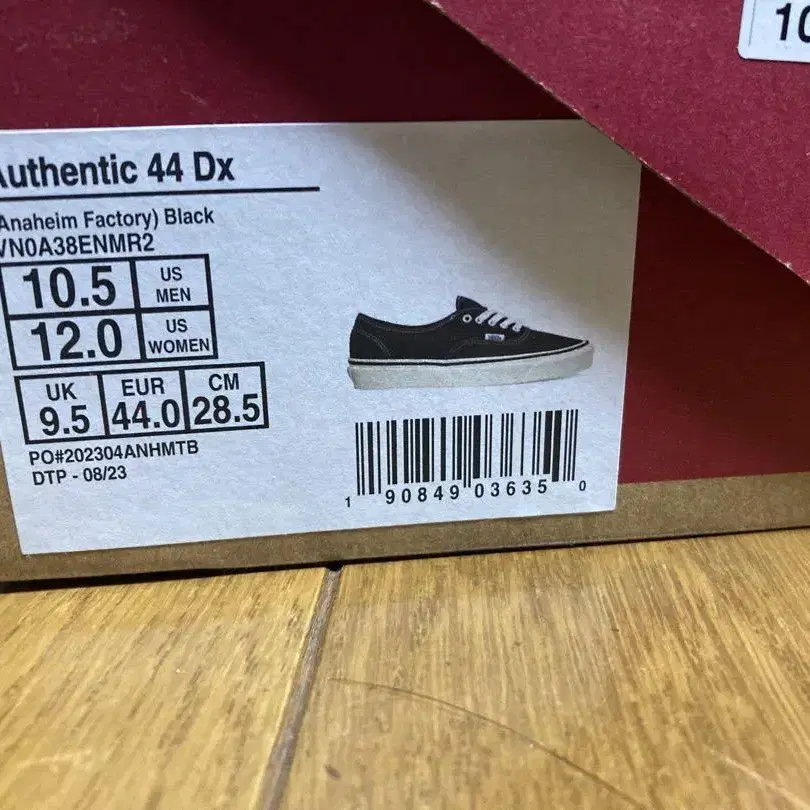 10
Authentic 44 Dx
(Anaheim Factory) Black
VN0A38ENMR2
10.5 US MEN
12.0 US WOMEN
UK EUR CM
9.5 44.0 28.5
PO#202304ANHMTB
DTP - 08/23
1 90849 03635 0